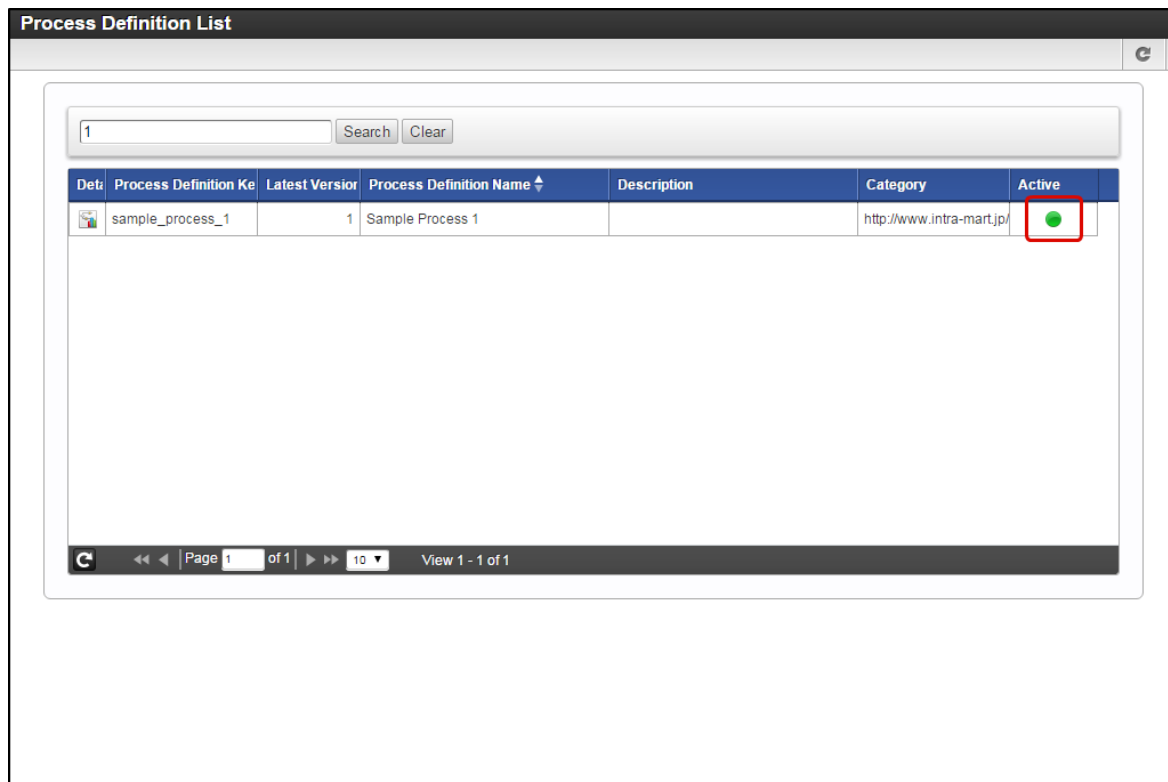 Process Definition List
1 Search Clear
Deta Process Definition Ke Latest Version Process Definition Name Description Category Active
sample_process_1 1 Sample Process 1 http://www.intra-mart.jp/
Page 1 of 1 10 View 1 - 1 of 1